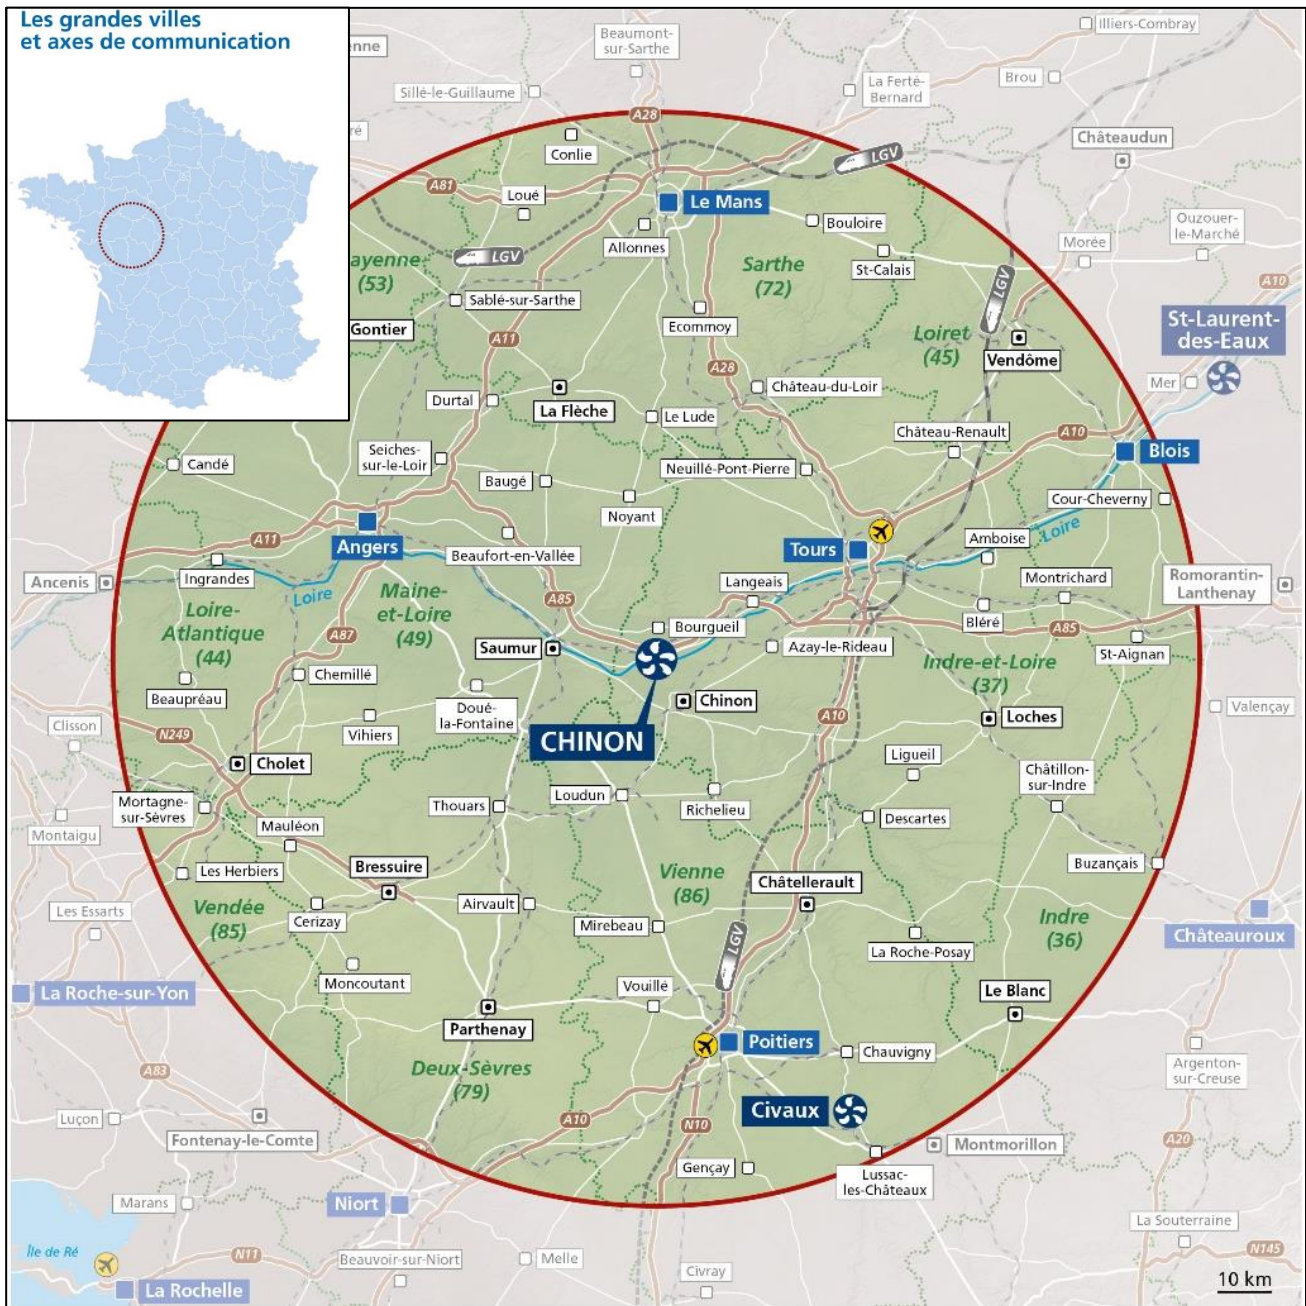 Les grandes villes
et axes de communication
enne
Beaumont-
sur-Sarthe
Illiers-Combray
Sillé-le-Guillaume
La Ferté-
Bernard
Brou
A28
ré
Conlie
LGV
Châteaudun
A81
Loué
Le Mans
Allonnes
Bouloire
Ouzouer-
le-Marché
Morée
LGV
ayenne
(53)
Sarthe
(72)
St-Calais
LGV
A10
Sablé-sur-Sarthe
Gontier
Ecommoy
A11
Loiret
(45)
Vendôme
St-Laurent-
des-Eaux
Mer
A28
Château-du-Loir
Durtal
La Flèche
Le Lude
Château-Renault
A10
Seiches-
sur-le-Loir
Candé
Baugé
Neuillé-Pont-Pierre
Blois
Cour-Cheverny
Noyant
A11
Angers
Beaufort-en-Vallée
Tours
Amboise
Loire
Ingrandes
Ancenis
Loire
Maine-
et-Loire
(49)
Langeais
Montrichard
Romorantin-
Lanthenay
Loire-
Atlantique
(44)
A85
Bléré
A85
A87
Bourgueil
Saumur
Azay-le-Rideau
St-Aignan
Indre-et-Loire
(37)
Chemillé
Beaupréau
Doué-
la-Fontaine
Chinon
A10
Loches
Valençay
Clisson
N249
Vihiers
CHINON
Cholet
Ligueil
Châtillon-
sur-Indre
Mortagne-
sur-Sèvres
Thouars
Loudun
Richelieu
Descartes
Montaigu
Mauléon
Buzançais
Les Herbiers
Bressuire
Vienne
(86)
Châtellerault
Les Essarts
Vendée
(85)
Cerizay
Airvault
Mirebeau
Indre
(36)
Châteauroux
LGV
La Roche-Posay
Moncoutant
La Roche-sur-Yon
Vouillé
Le Blanc
Parthenay
Poitiers
Chauvigny
Deux-Sèvres
(79)
A83
Argenton-
sur-Creuse
Civaux
Luçon
A10
N10
Fontenay-le-Comte
Montmorillon
A20
Gençay
Lussac-
les-Châteaux
Marans
Niort
La Souterraine
Île de Ré
N11
Beauvoir-sur-Niort
Melle
N145
Civray
La Rochelle
10 km